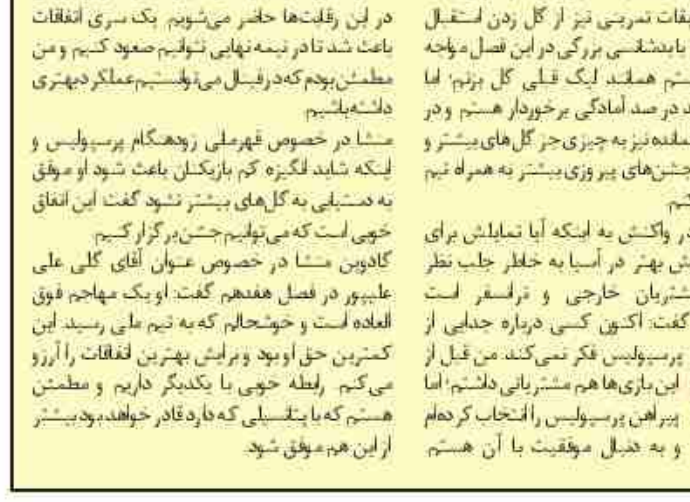 یقات تمرینی نیز از گل زدن استقبال
بابدشانسی بزرگی در این فصل مواجه
ستم همانند لیگ قبلی گل بزنم؛ اما
د در صد آمادگی برخوردار هستم و در
مانده نیز به چیزی جز گل های بیشتر و
جشن‌های پیروزی بیشتر به همراه تیم
کنم.
در واکنش به اینکه آیا تمایلش برای
ش بهتر در آسیا به خاطر جلب نظر
شتریان خارجی و ترانسفر است
گفت: اکنون کسی درباره جدایی از
پرسپولیس فکر نمی‌کند. من قبل از
این بازی‌ها هم مشتریانی داشتم؛ اما
پیراهن پرسپولیس را انتخاب کرده‌ام
و به دنبال موفقیت با آن هستم.
در این رقابت‌ها حاضر می‌شویم. یک سری اتفاقات
باعث شد تا در نیمه نهایی نتوانیم صعود کنیم و من
مطمئن بودم که در فینال می‌توانستیم عملکرد بهتری
داشته باشیم.
منشا در خصوص قهرمانی زودهنگام پرسپولیس و
اینکه شاید انگیزه کم بازیکنان باعث شود او موفق
به دستیابی به گل‌های بیشتر نشود گفت: این اتفاق
خوبی است که می‌توانیم جشن برگزار کنیم.
گادوین منشا در خصوص عنوان آقای گلی علی
علیپور در فصل هفدهم گفت: او یک مهاجم فوق
العاده است و خوشحالم که به تیم ملی رسید. این
کمترین حق او بود و برایش بهترین اتفاقات را آرزو
می‌کنم. رابطه خوبی با یکدیگر داریم و مطمئن
هستم که با پتانسیلی که دارد قادر خواهد بود بیشتر
از این هم موفق شود.